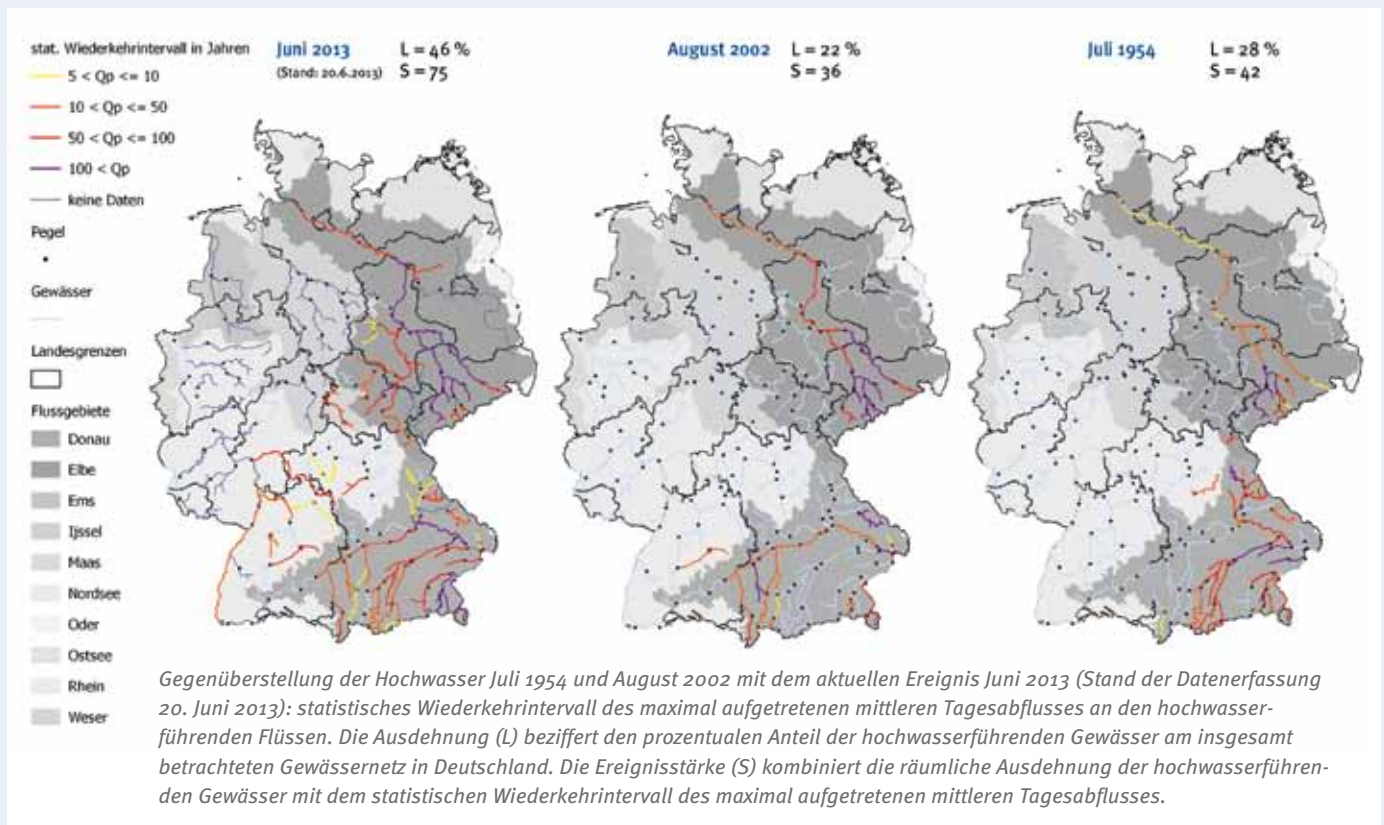 stat. Wiederkehrintervall in Jahren
5 < Qp <= 10
10 < Qp <= 50
50 < Qp <= 100
100 < Qp
keine Daten
Pegel
Gewässer
Landesgrenzen
Flussgebiete
Donau
Elbe
Ems
Ijssel
Maas
Nordsee
Oder
Ostsee
Rhein
Weser
Juni 2013 L = 46 %
(Stand: 20.6.2013) S = 75
August 2002 L = 22 %
S = 36
Juli 1954 L = 28 %
S = 42
Gegenüberstellung der Hochwasser Juli 1954 und August 2002 mit dem aktuellen Ereignis Juni 2013 (Stand der Datenerfassung
20. Juni 2013): statistisches Wiederkehrintervall des maximal aufgetretenen mittleren Tagesabflusses an den hochwasser-
führenden Flüssen. Die Ausdehnung (L) beziffert den prozentualen Anteil der hochwasserführenden Gewässer am insgesamt
betrachteten Gewässernetz in Deutschland. Die Ereignisstärke (S) kombiniert die räumliche Ausdehnung der hochwasserführen-
den Gewässer mit dem statistischen Wiederkehrintervall des maximal aufgetretenen mittleren Tagesabflusses.